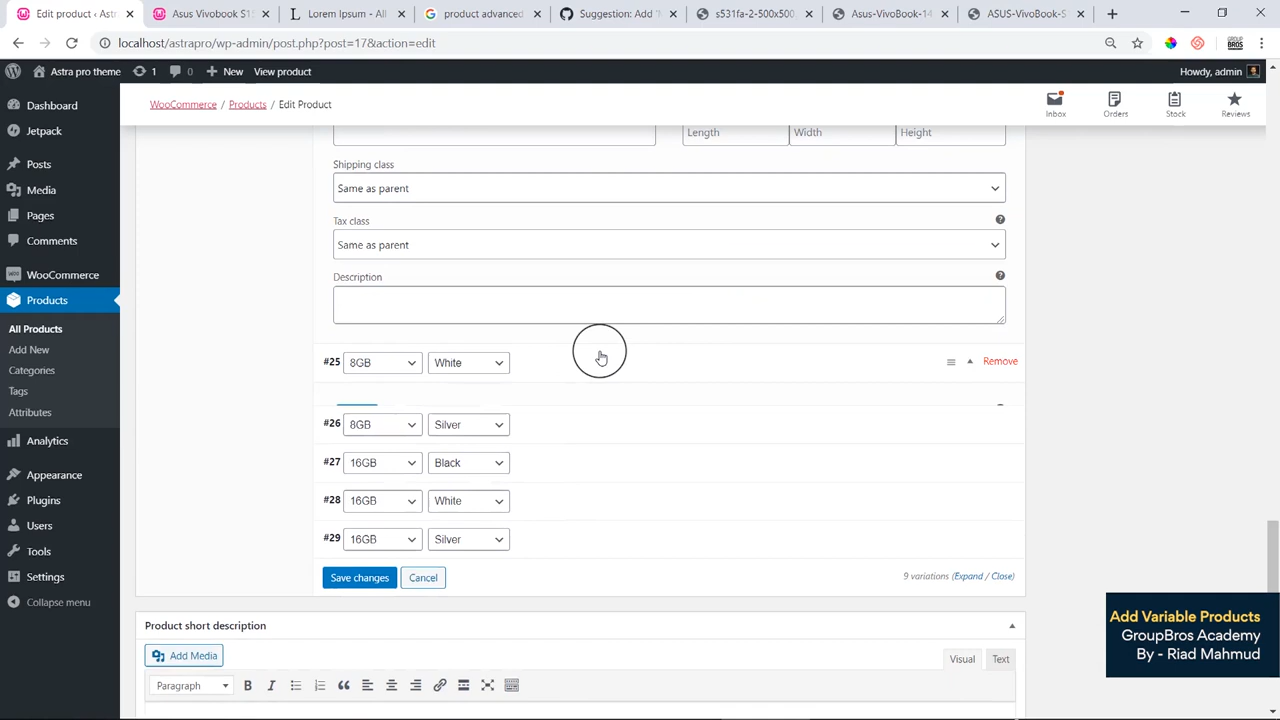 Edit product < Ast
Asus Vivobook S15
Lorem Ipsum - All
product advanced
Suggestion: Add "
s531fa-2-300x300.
Asus-VivoBook-14
ASUS-VivoBook-S
localhost/astrapro/wp-admin/post.php?post=17&action=edit
Astra pro theme 1 New View product Howdy, admin
WooCommerce / Products / Edit Product
Inbox Orders Stock Reviews
Dashboard
Jetpack
Posts
Media
Pages
Comments
WooCommerce
Products
All Products
Add New
Categories
Tags
Attributes
Analytics
Appearance
Plugins
Users
Tools
Settings
Collapse menu
Length Width Height
Shipping class
Same as parent
Tax class
Same as parent
Description
#25 8GB White Remove
#26 8GB Silver
#27 16GB Black
#28 16GB White
#29 16GB Silver
Save changes Cancel 9 variations (Expand / Close)
Product short description
Add Media Visual Text
Paragraph B I
Add Variable Products
GroupBros Academy
By - Riad Mahmud